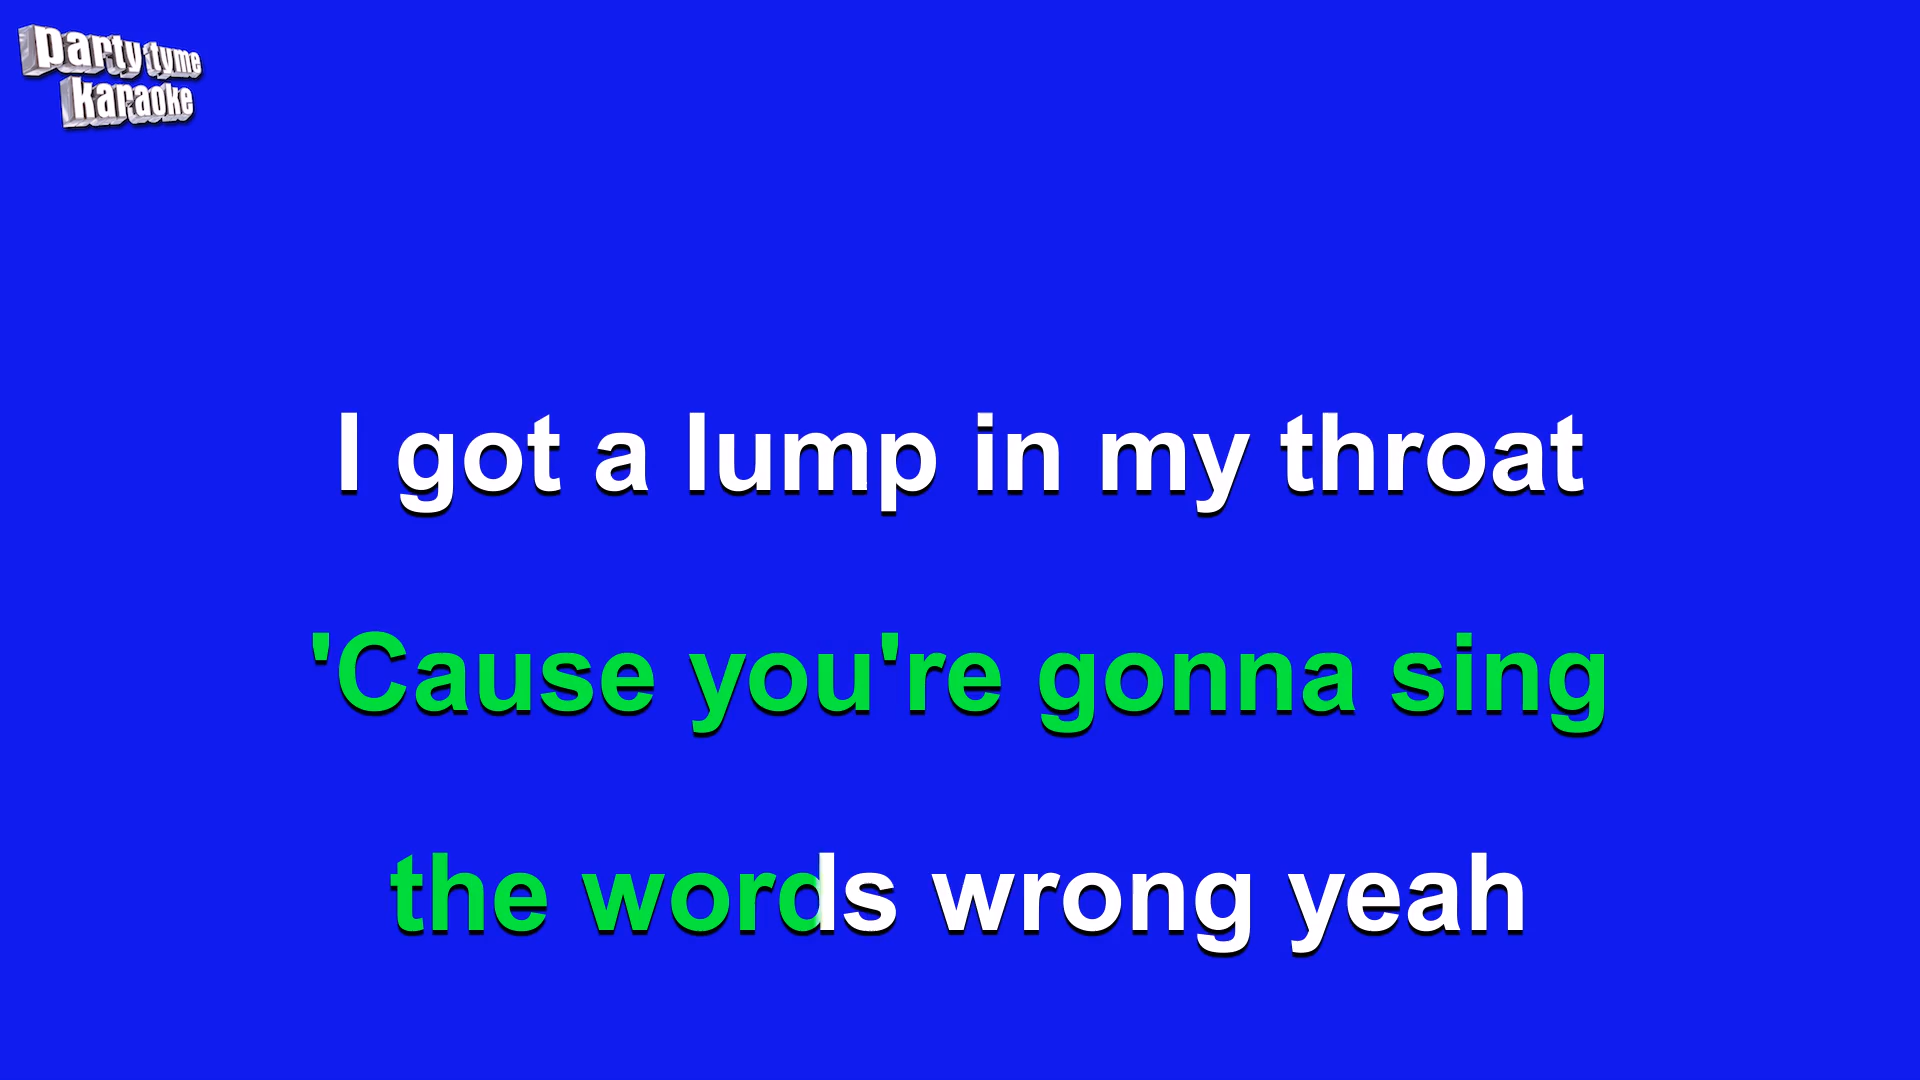 party tyme
karaoke
I got a lump in my throat
'Cause you're gonna sing
the words wrong yeah